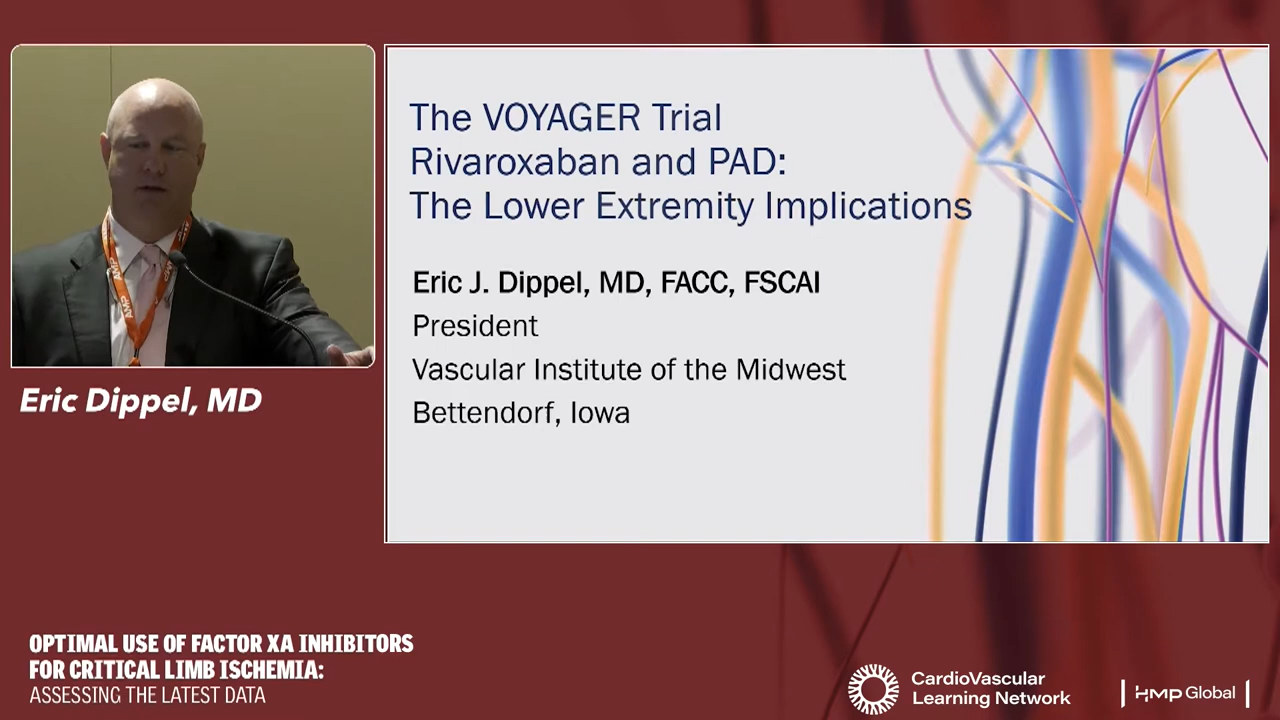 The VOYAGER Trial
Rivaroxaban and PAD:
The Lower Extremity Implications
Eric J. Dippel, MD, FACC, FSCAI
President
Vascular Institute of the Midwest
Bettendorf, Iowa
AMP
AMP
Eric Dippel, MD
OPTIMAL USE OF FACTOR XA INHIBITORS
FOR CRITICAL LIMB ISCHEMIA:
ASSESSING THE LATEST DATA
CardioVascular
Learning Network
HMP Global